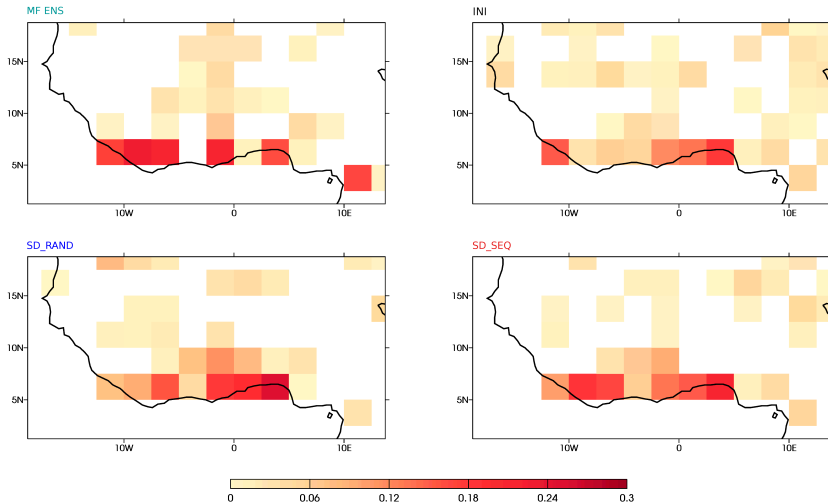 MF ENS
INI
15N
10N
5N
10W
0
10E
15N
10N
5N
10W
0
10E
SD_RAND
SD_SEQ
15N
10N
5N
10W
0
10E
15N
10N
5N
10W
0
10E
0
0.06
0.12
0.18
0.24
0.3